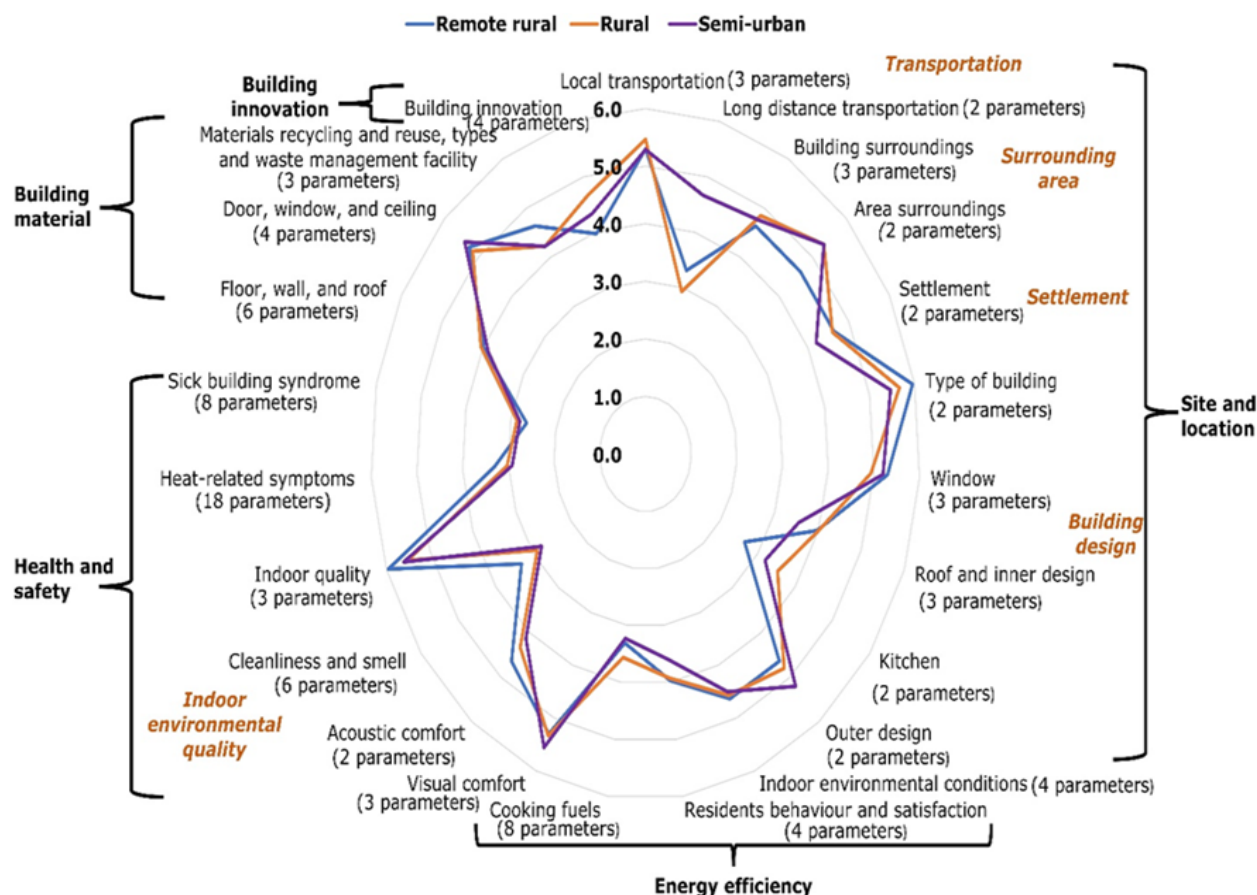 Remote rural Rural Semi-urban
Transportation
Local transportation (3 parameters)
Building
innovation
Building innovation
(4 parameters)
Long distance transportation (2 parameters)
6.0
Materials recycling and reuse, types
and waste management facility
(3 parameters)
Building surroundings
(3 parameters)
Surrounding
area
5.0
Building
material
Door, window, and ceiling
(4 parameters)
Area surroundings
(2 parameters)
4.0
Floor, wall, and roof
(6 parameters)
Settlement
(2 parameters)
Settlement
3.0
2.0
Sick building syndrome
(8 parameters)
Type of building
(2 parameters)
1.0
Site and
location
0.0
Heat-related symptoms
(18 parameters)
Window
(3 parameters)
Building
design
Health and
safety
Indoor quality
(3 parameters)
Roof and inner design
(3 parameters)
Cleanliness and smell
(6 parameters)
Kitchen
(2 parameters)
Indoor
environmental
quality
Acoustic comfort
(2 parameters)
Outer design
(2 parameters)
Visual comfort
(3 parameters)
Indoor environmental conditions (4 parameters)
Cooking fuels
(8 parameters)
Residents behaviour and satisfaction
(4 parameters)
Energy efficiency